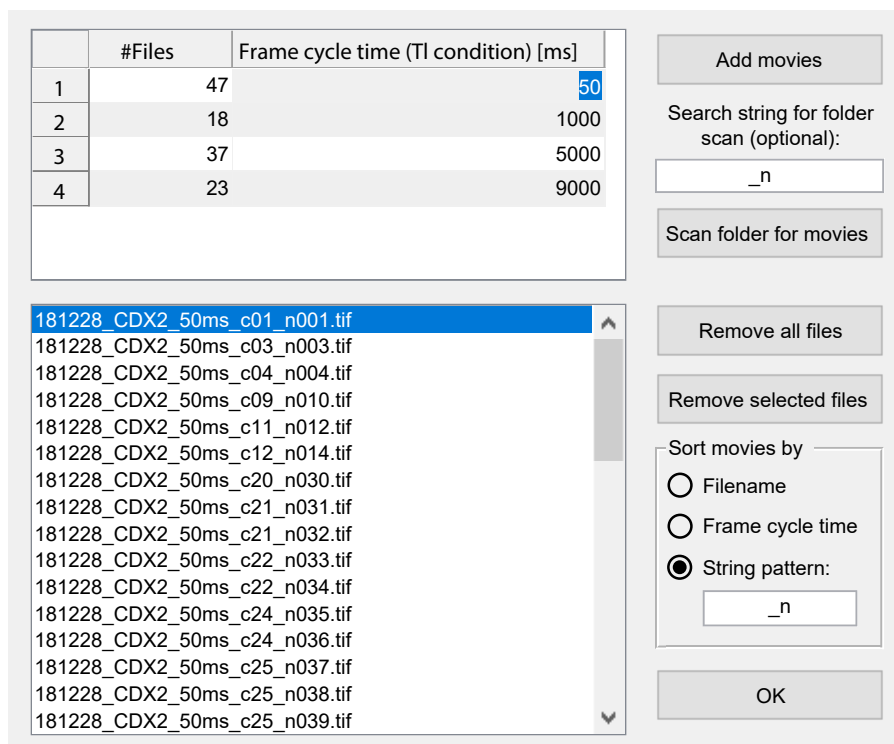 #Files Frame cycle time (Tl condition) [ms]
1 47 50
2 18 1000
3 37 5000
4 23 9000
Add movies
Search string for folder
scan (optional):
_n
Scan folder for movies
181228_CDX2_50ms_c01_n001.tif
181228_CDX2_50ms_c03_n003.tif
181228_CDX2_50ms_c04_n004.tif
181228_CDX2_50ms_c09_n010.tif
181228_CDX2_50ms_c11_n012.tif
181228_CDX2_50ms_c12_n014.tif
181228_CDX2_50ms_c20_n030.tif
181228_CDX2_50ms_c21_n031.tif
181228_CDX2_50ms_c21_n032.tif
181228_CDX2_50ms_c22_n033.tif
181228_CDX2_50ms_c22_n034.tif
181228_CDX2_50ms_c24_n035.tif
181228_CDX2_50ms_c24_n036.tif
181228_CDX2_50ms_c25_n037.tif
181228_CDX2_50ms_c25_n038.tif
181228_CDX2_50ms_c25_n039.tif
Remove all files
Remove selected files
Sort movies by
Filename
Frame cycle time
String pattern:
_n
OK